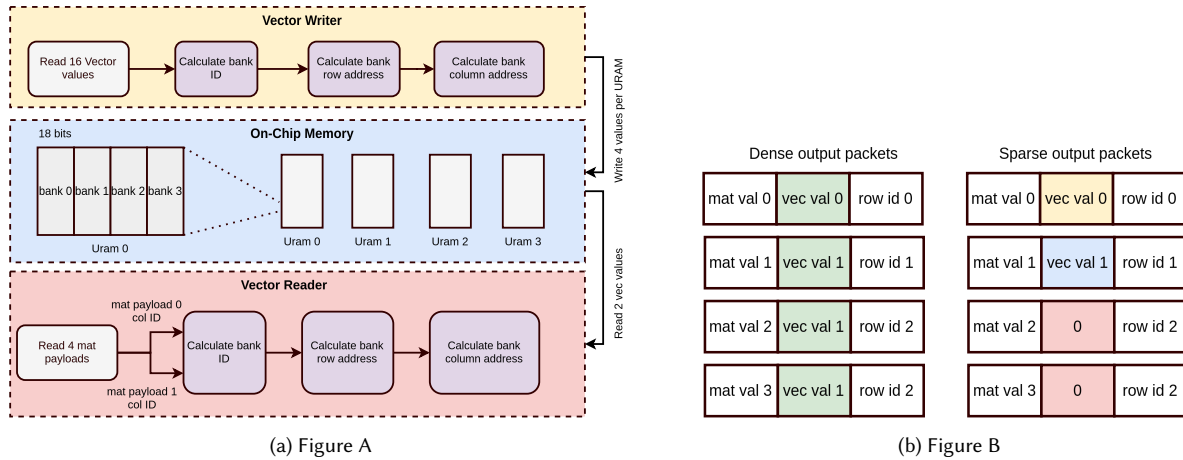 Vector Writer
Read 16 Vector
values
Calculate bank
ID
Calculate bank
row address
Calculate bank
column address
Write 4 values per URAM
On-Chip Memory
18 bits
bank 0
bank 1
bank 2
bank 3
Uram 0
Uram 0
Uram 1
Uram 2
Uram 3
Read 2 vec values
Vector Reader
mat payload 0
col ID
Read 4 mat
payloads
mat payload 1
col ID
Calculate bank
ID
Calculate bank
row address
Calculate bank
column address
(a) Figure A
Dense output packets
mat val 0 vec val 0 row id 0
mat val 1 vec val 1 row id 1
mat val 2 vec val 1 row id 2
mat val 3 vec val 1 row id 2
Sparse output packets
mat val 0 vec val 0 row id 0
mat val 1 vec val 1 row id 1
mat val 2 0 row id 2
mat val 3 0 row id 2
(b) Figure B